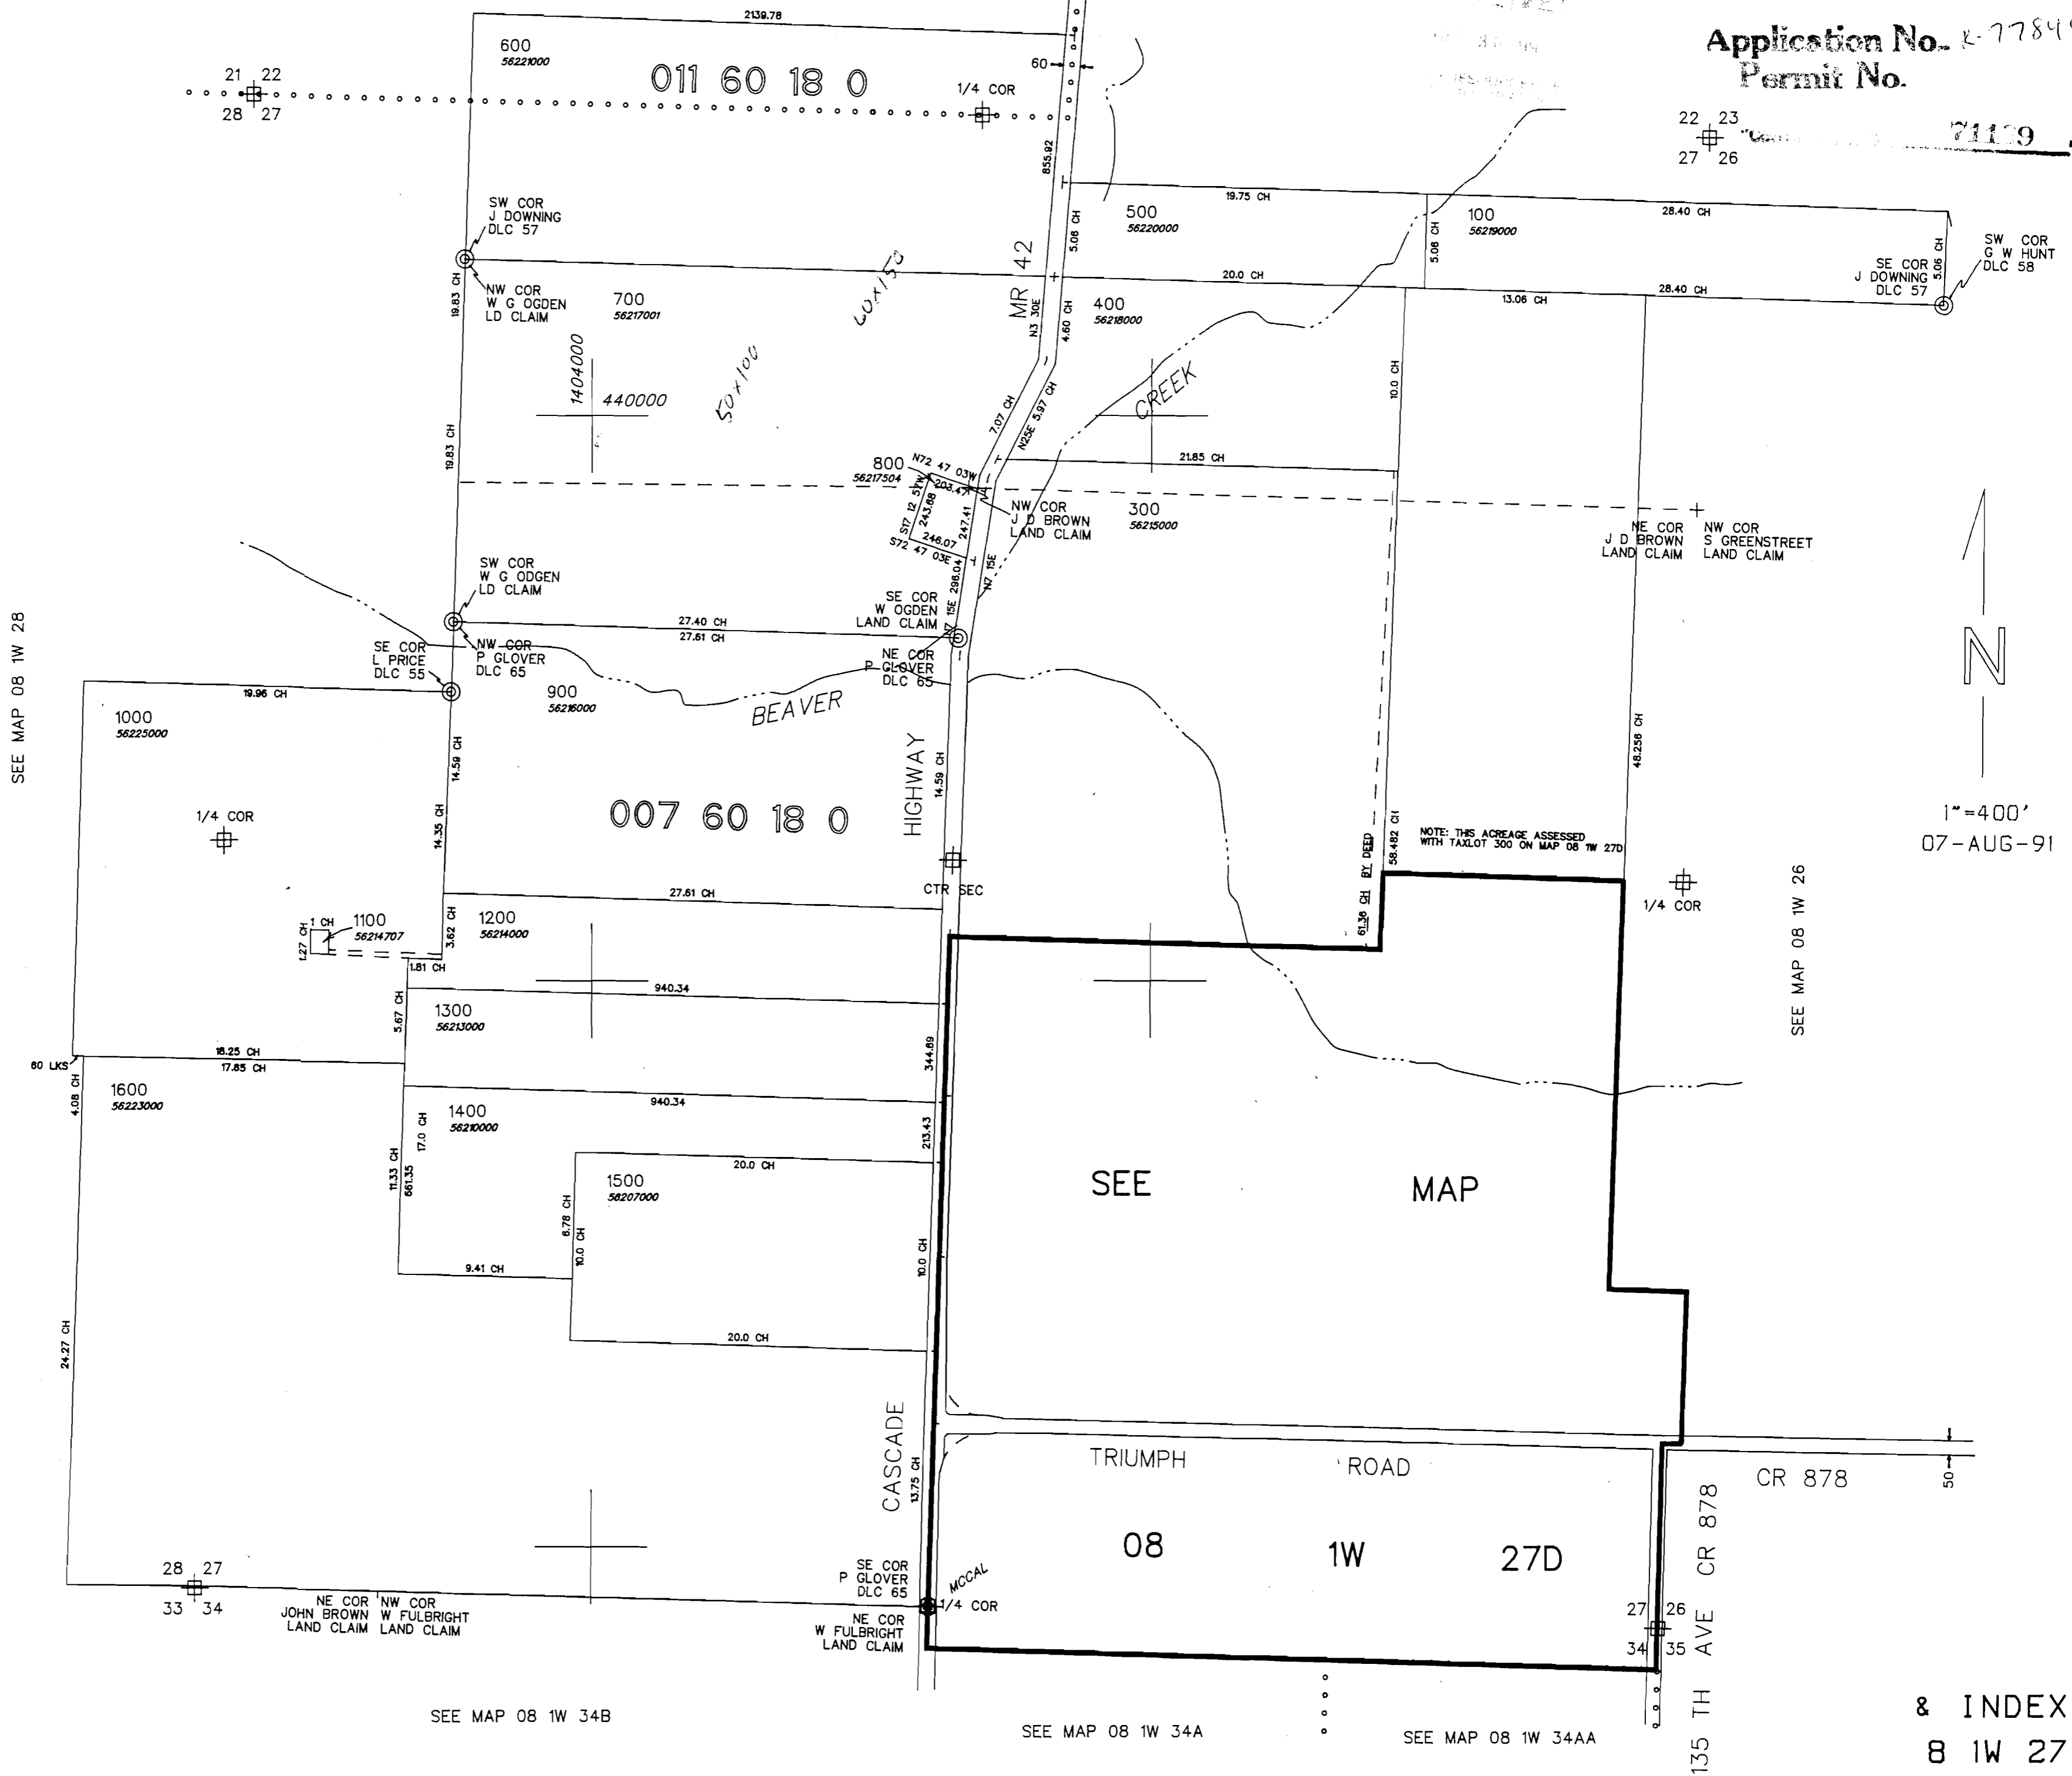 Application No. R-7784
Permit No.
2139.78
600
56221000
011 60 18 0
60
1/4 COR
21 22
28 27
22 23
27 26
855.92
19.75 CH
28.40 CH
500
56220000
100
56219000
5.06 CH
5.06 CH
5.06 CH
SW COR
G W HUNT
DLC 58
SE COR
J DOWNING
DLC 57
SW COR
J DOWNING
DLC 57
NW COR
W G OGDEN
LD CLAIM
19.83 CH
700
56217001
60x150
MR 42
N3 30E
4.60 CH
400
56218000
20.0 CH
13.06 CH
28.40 CH
1404000
440000
50x100
CREEK
10.0 CH
7.07 CH
N25E 5.97 CH
19.83 CH
21.85 CH
800
56217504
N72 47 03W
203.47
S17 12 57W
243.68
247.41
246.07
S72 47 03E
NW COR
J D BROWN
LAND CLAIM
300
56215000
NE COR
J D BROWN
LAND CLAIM
NW COR
S GREENSTREET
LAND CLAIM
N7 15E 296.04
N7 15E
SW COR
W G ODGEN
LD CLAIM
SE COR
W OGDEN
LAND CLAIM
27.40 CH
27.61 CH
SE COR
L PRICE
DLC 55
NW COR
P GLOVER
DLC 65
NE COR
P GLOVER
DLC 65
SEE MAP 08 1W 28
N
19.96 CH
1000
56225000
900
56216000
BEAVER
14.59 CH
HIGHWAY
14.59 CH
48.256 CH
1"=400'
07-AUG-91
1/4 COR
14.35 CH
007 60 18 0
61.36 CH BY DEED
58.482 CH
NOTE: THIS ACREAGE ASSESSED
WITH TAXLOT 300 ON MAP 08 1W 27D
1/4 COR
SEE MAP 08 1W 26
CTR SEC
27.61 CH
1 CH
1.27 CH
1100
56214707
3.62 CH
1200
56214000
1.81 CH
940.34
5.67 CH
1300
56213000
344.69
18.25 CH
17.65 CH
60 LKS
4.08 CH
1600
56223000
940.34
1400
56210000
17.0 CH
11.33 CH
661.35
213.43
20.0 CH
1500
56207000
6.78 CH
10.0 CH
10.0 CH
9.41 CH
20.0 CH
24.27 CH
SEE MAP
CASCADE
13.75 CH
TRIUMPH ROAD
CR 878
50
08 1W 27D
135 TH AVE CR 878
28 27
33 34
NE COR
JOHN BROWN
LAND CLAIM
NW COR
W FULBRIGHT
LAND CLAIM
SE COR
P GLOVER
DLC 65
MCCAL
1/4 COR
NE COR
W FULBRIGHT
LAND CLAIM
27 26
34 35
SEE MAP 08 1W 34B
SEE MAP 08 1W 34A
SEE MAP 08 1W 34AA
& INDEX
8 1W 27